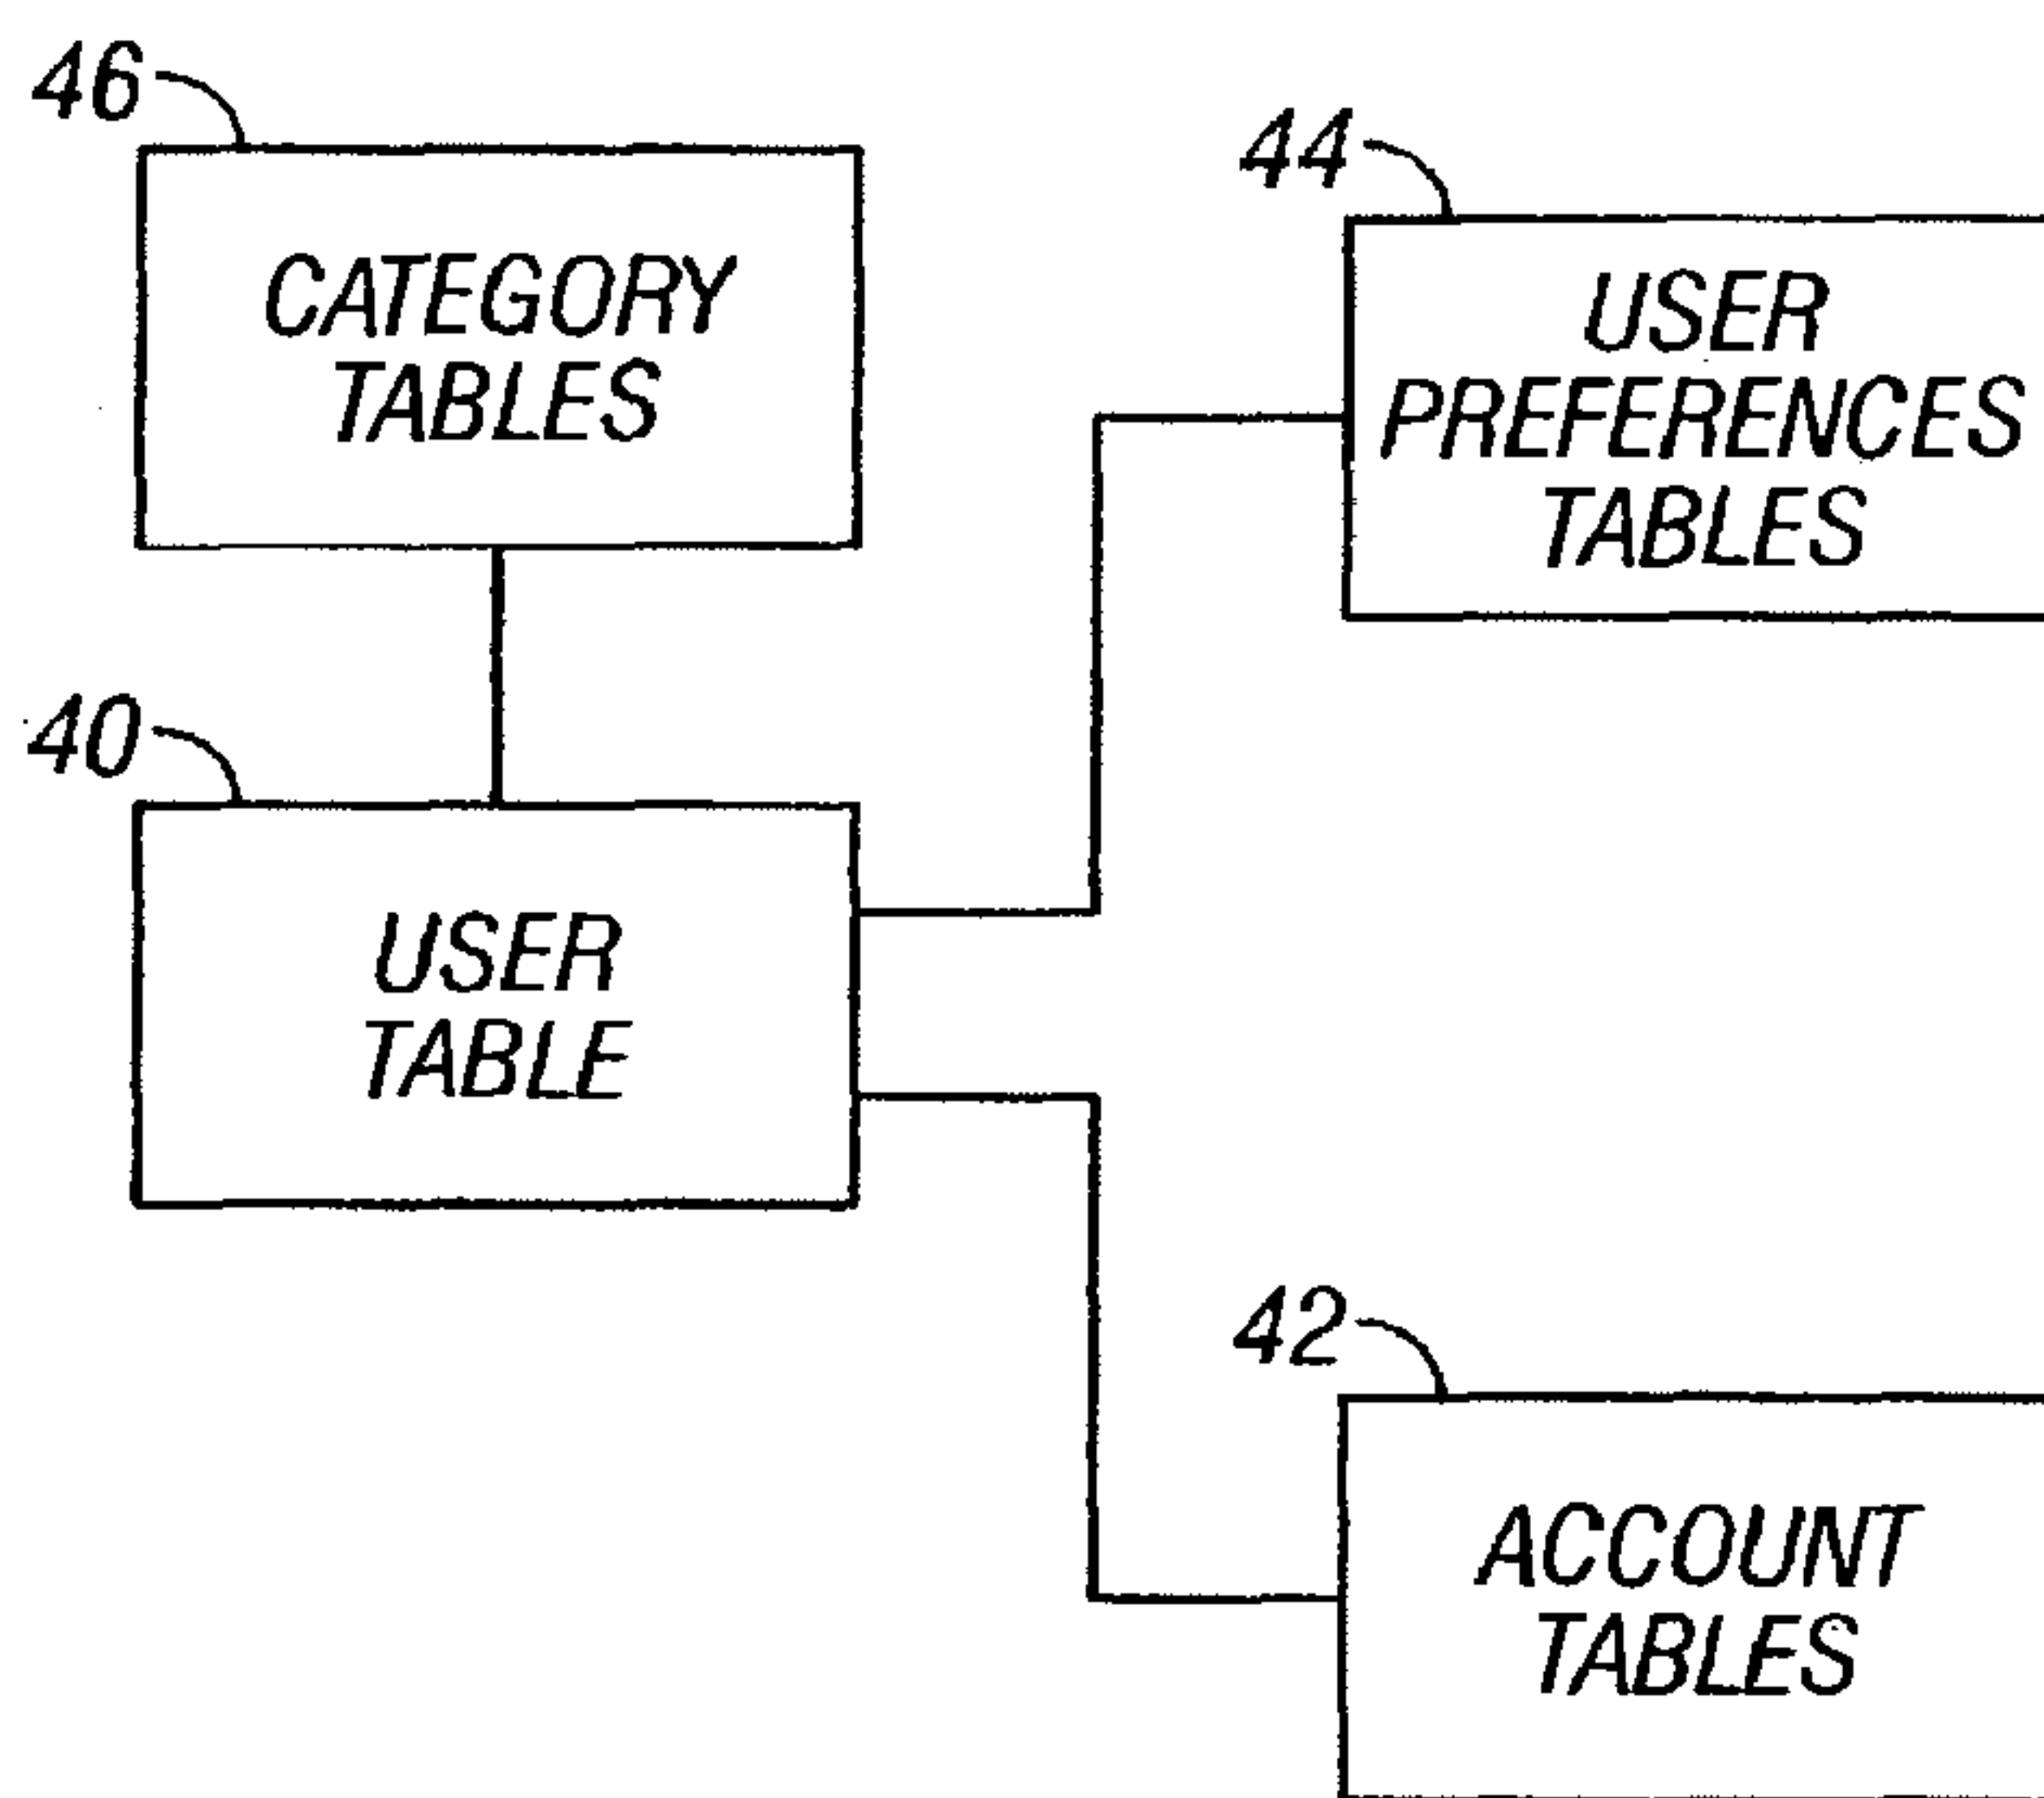 46
CATEGORY
TABLES
44
USER
PREFERENCES
TABLES
40
USER
TABLE
42
ACCOUNT
TABLES